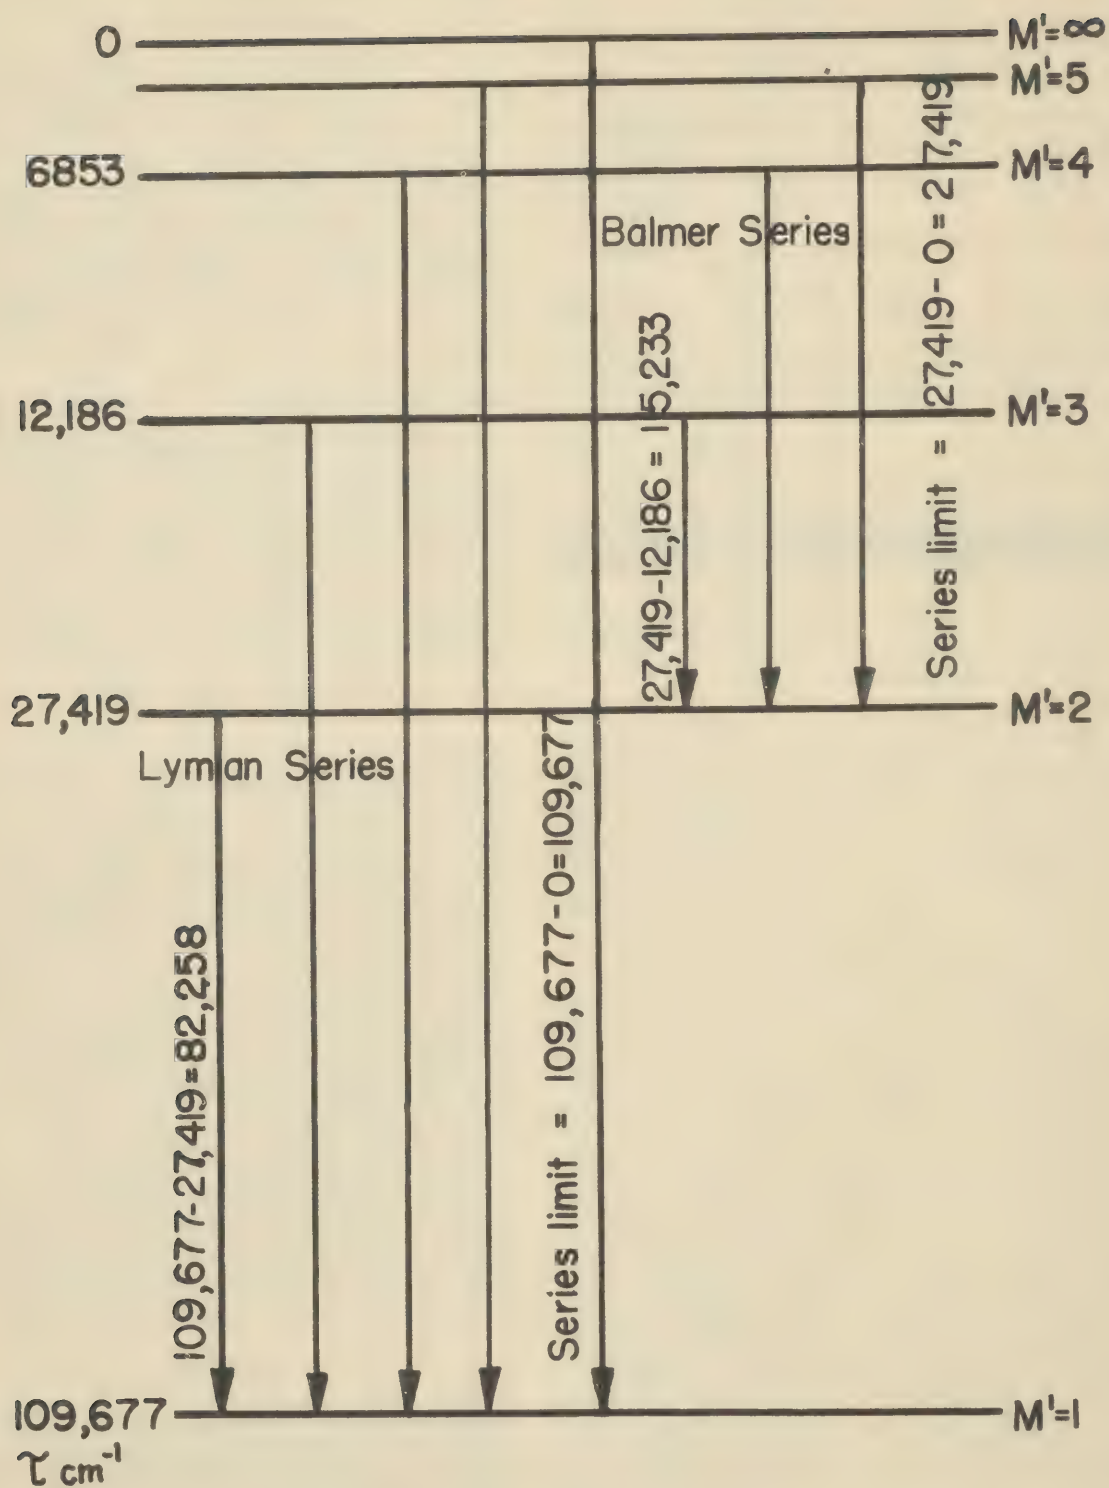 0 M'=∞
M'=5
6853 M'=4
Balmer Series
12,186 M'=3
27,419-12,186 = 15,233
Series limit = 27,419-0=27,419
27,419 M'=2
Lyman Series
109,677-27,419=82,258
Series limit = 109,677-0=109,677
109,677 M'=1
τ cm⁻¹